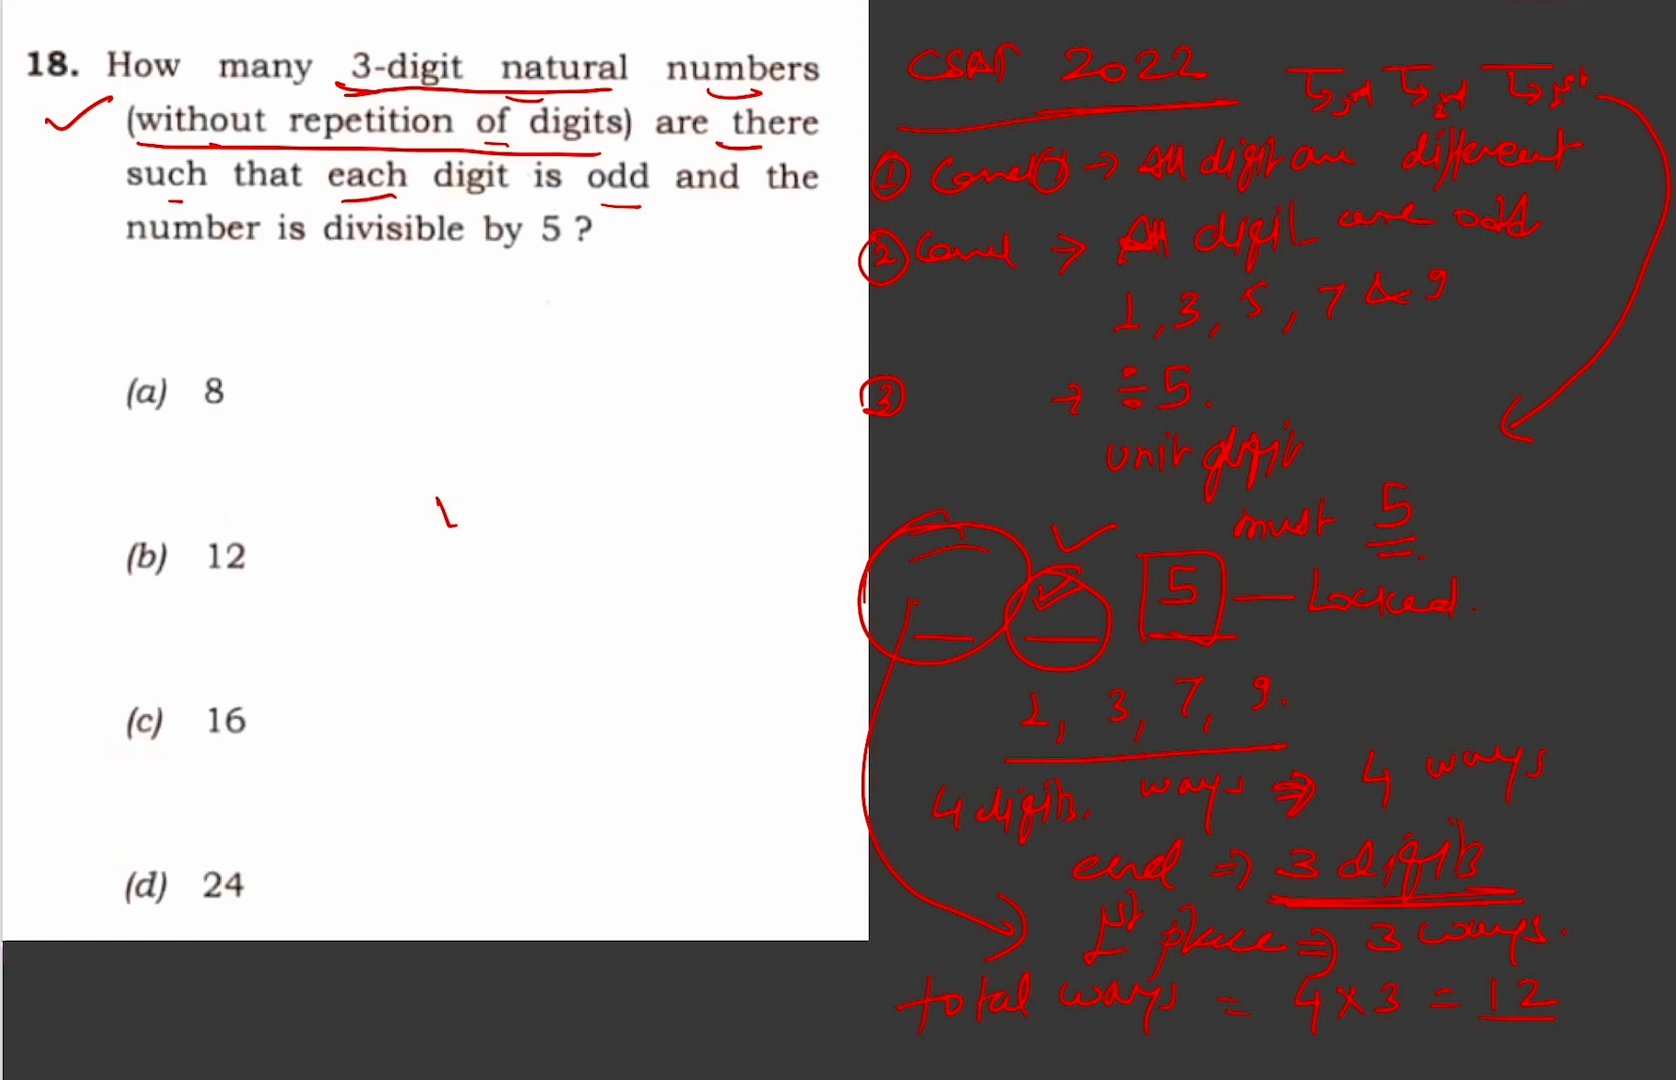 18. How many 3-digit natural numbers
(without repetition of digits) are there
such that each digit is odd and the
number is divisible by 5 ?
(a) 8
(b) 12
(c) 16
(d) 24
CSAT 2022
① → All digit are different
② → All digit are odd
1, 3, 5, 7 & 9
③ → ÷ 5.
unit digit
must 5
5 — Locked.
1, 3, 7, 9.
4 digits. ways ⇒ 4 ways
⇒ 3 digits
1st place ⇒ 3 ways.
total ways = 4 x 3 = 12